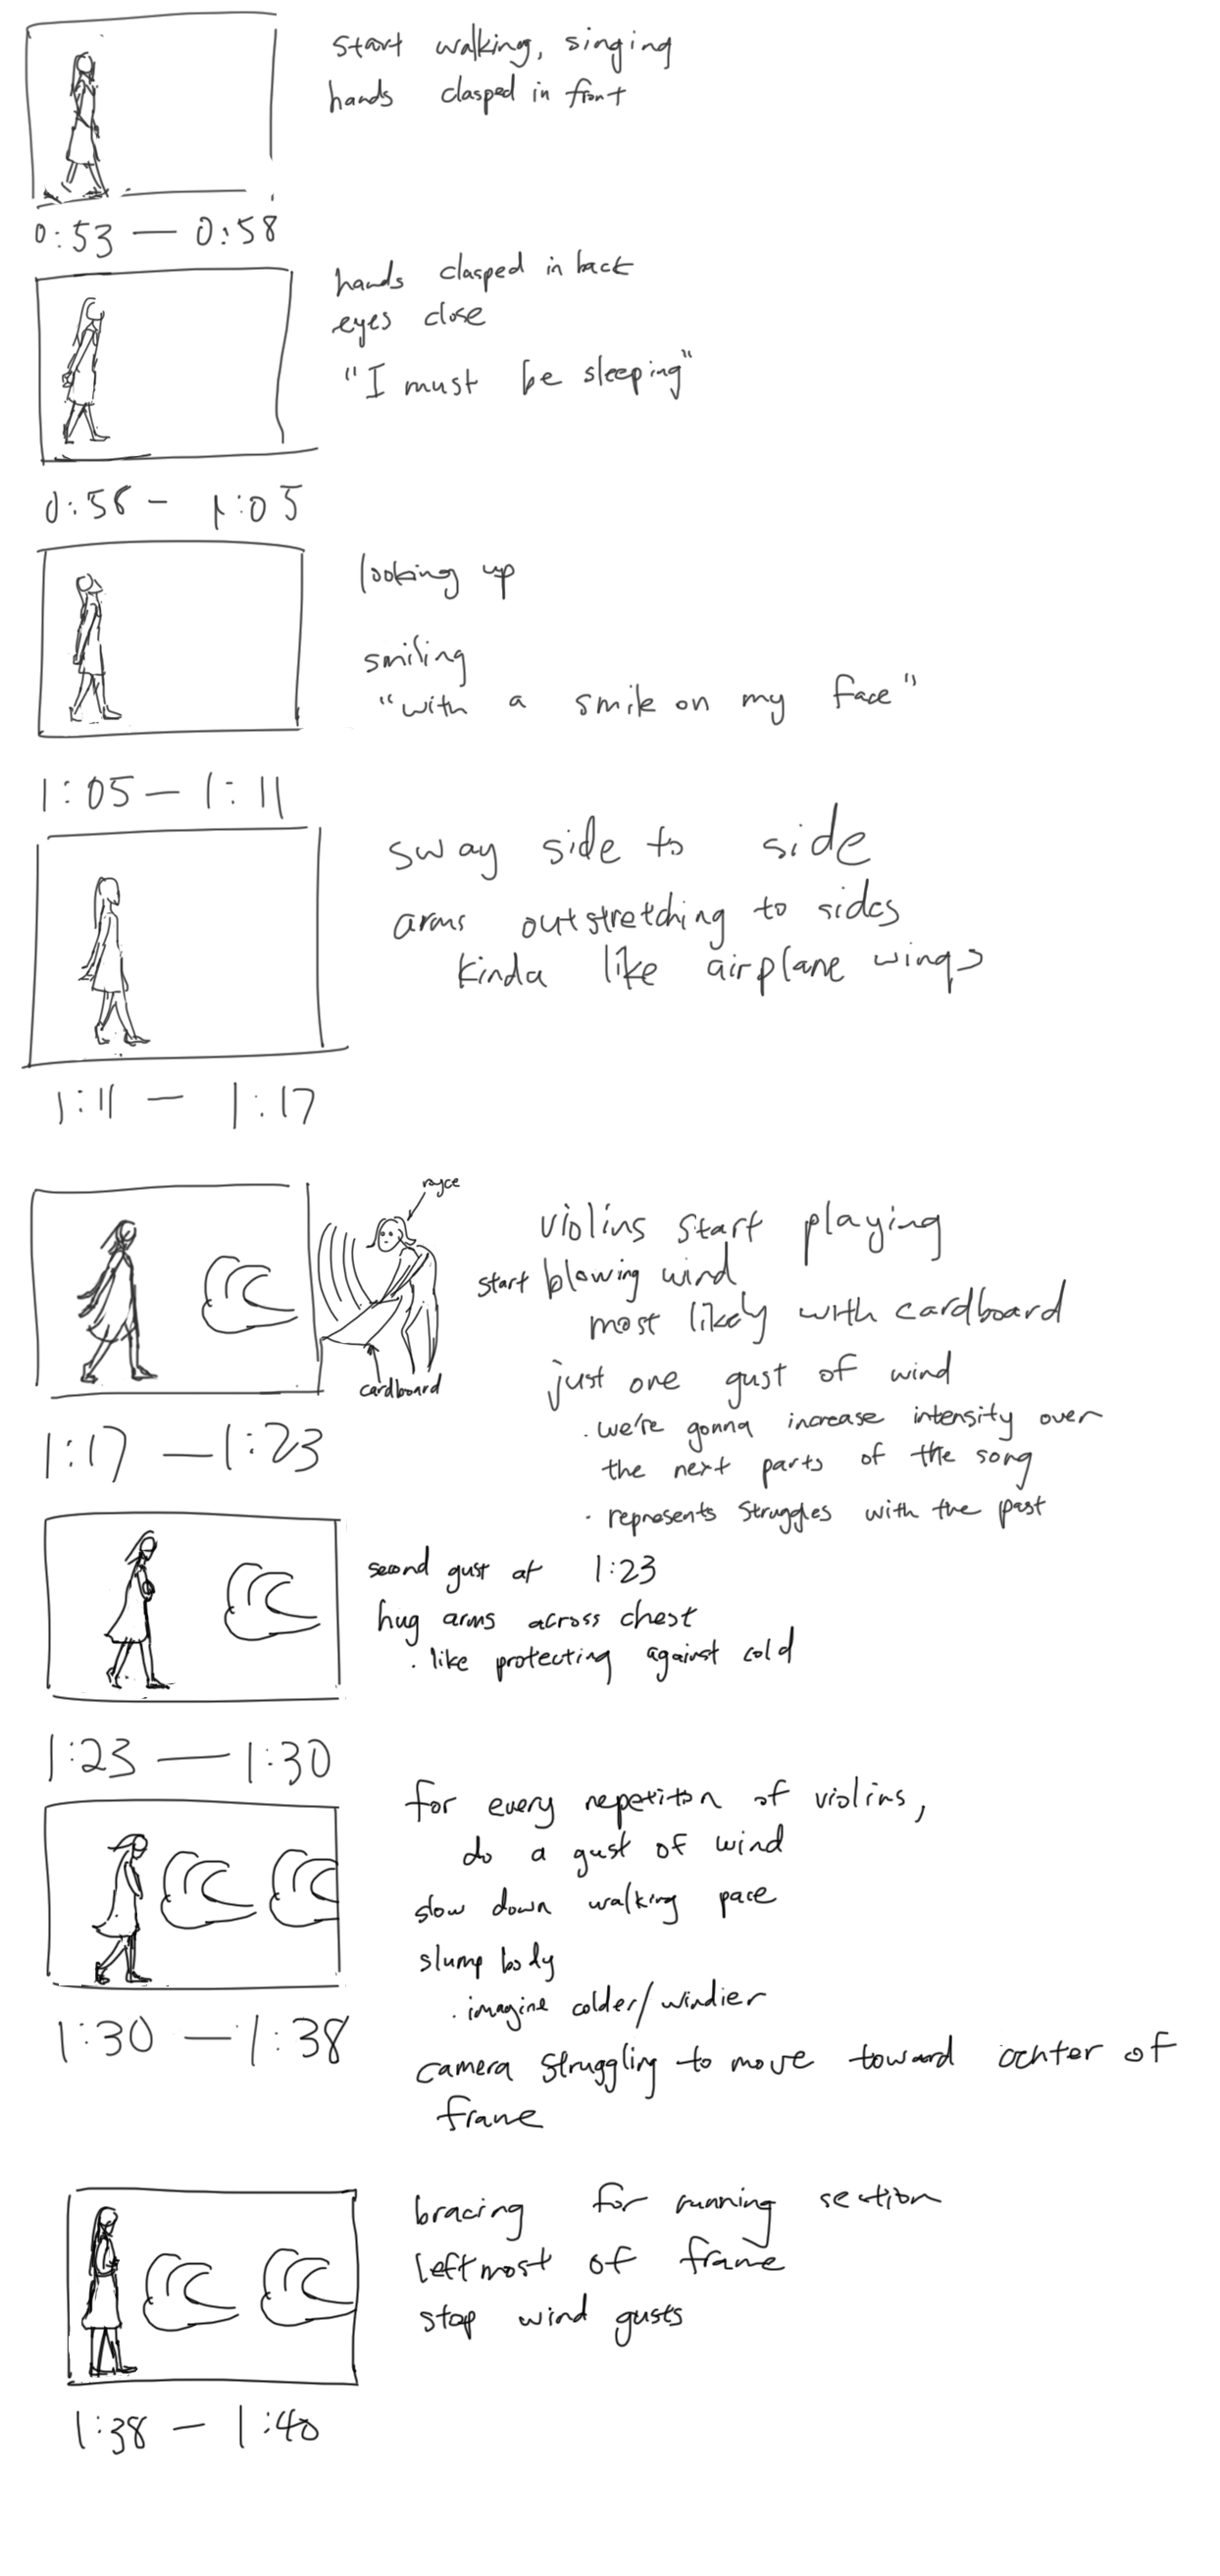 start walking, singing
hands clasped in front
0:53 — 0:58
hands clasped in back
eyes close
"I must be sleeping"
0:58 - 1:05
looking up
smiling
"with a smile on my face"
1:05 — 1:11
sway side to side
arms outstretching to sides
kinda like airplane wings
1:11 — 1:17
royce
violins start playing
start blowing wind
most likely with cardboard
just one gust of wind
· we're gonna increase intensity over
the next parts of the song
· represents struggles with the past
cardboard
1:17 — 1:23
second gust at 1:23
hug arms across chest
· like protecting against cold
1:23 — 1:30
for every repetiton of violins,
do a gust of wind
slow down walking pace
slump body
· imagine colder/windier
camera struggling to move toward center of
frame
1:30 — 1:38
bracing for running section
leftmost of frame
stop wind gusts
1:38 — 1:40